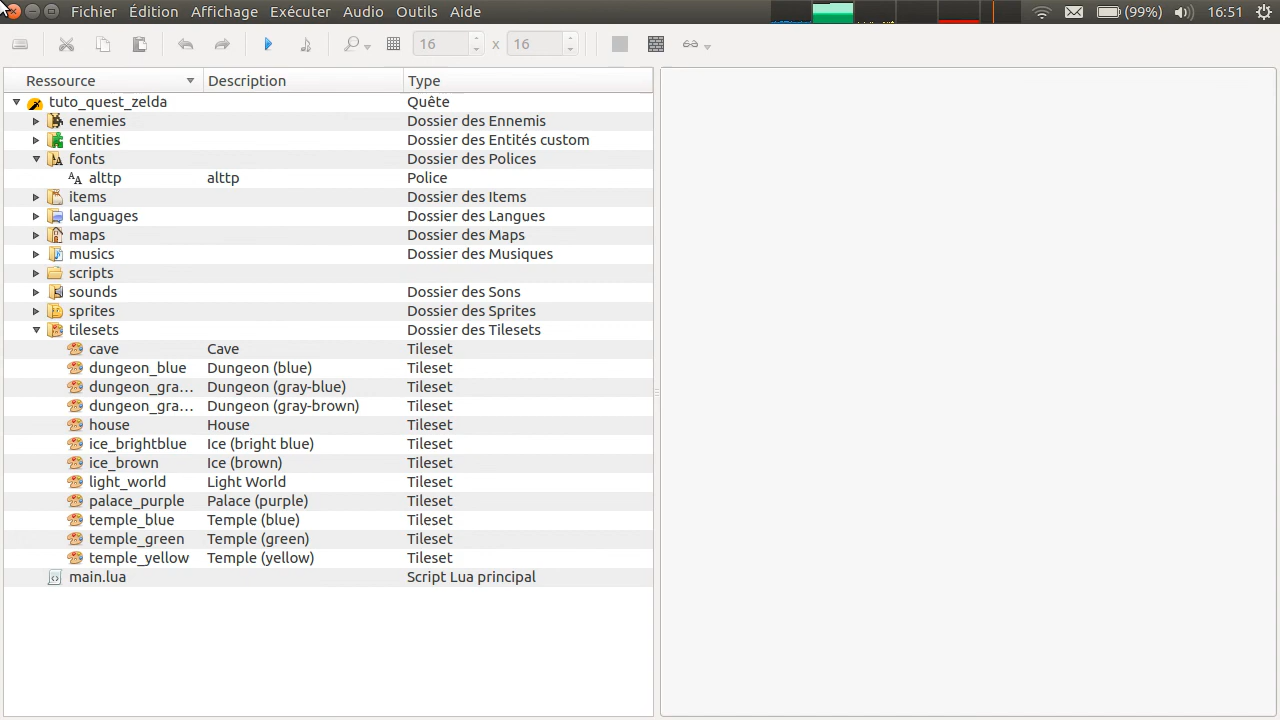 Fichier Édition Affichage Exécuter Audio Outils Aide (99%) 16:51
16 x 16
Ressource Description Type
tuto_quest_zelda Quête
enemies Dossier des Ennemis
entities Dossier des Entités custom
fonts Dossier des Polices
alttp alttp Police
items Dossier des Items
languages Dossier des Langues
maps Dossier des Maps
musics Dossier des Musiques
scripts
sounds Dossier des Sons
sprites Dossier des Sprites
tilesets Dossier des Tilesets
cave Cave Tileset
dungeon_blue Dungeon (blue) Tileset
dungeon_gra... Dungeon (gray-blue) Tileset
dungeon_gra... Dungeon (gray-brown) Tileset
house House Tileset
ice_brightblue Ice (bright blue) Tileset
ice_brown Ice (brown) Tileset
light_world Light World Tileset
palace_purple Palace (purple) Tileset
temple_blue Temple (blue) Tileset
temple_green Temple (green) Tileset
temple_yellow Temple (yellow) Tileset
main.lua Script Lua principal